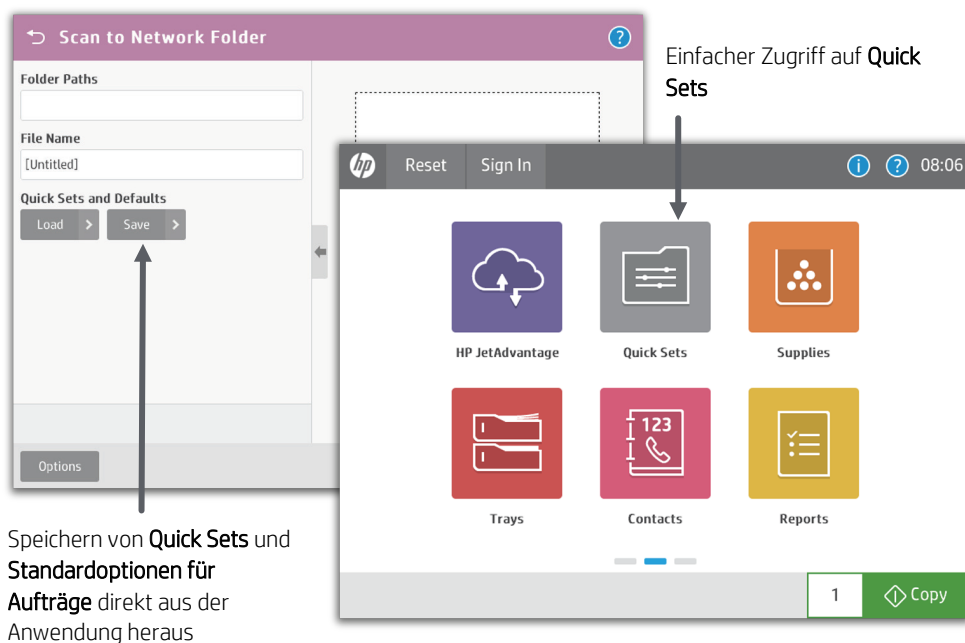 Scan to Network Folder
?
Folder Paths
File Name
[Untitled]
Quick Sets and Defaults
Load >
Save >
Options
Einfacher Zugriff auf Quick
Sets
hp
Reset
Sign In
i
?
08:06
HP JetAdvantage
Quick Sets
Supplies
123
Trays
Contacts
Reports
1
Copy
Speichern von Quick Sets und
Standardoptionen für
Aufträge direkt aus der
Anwendung heraus